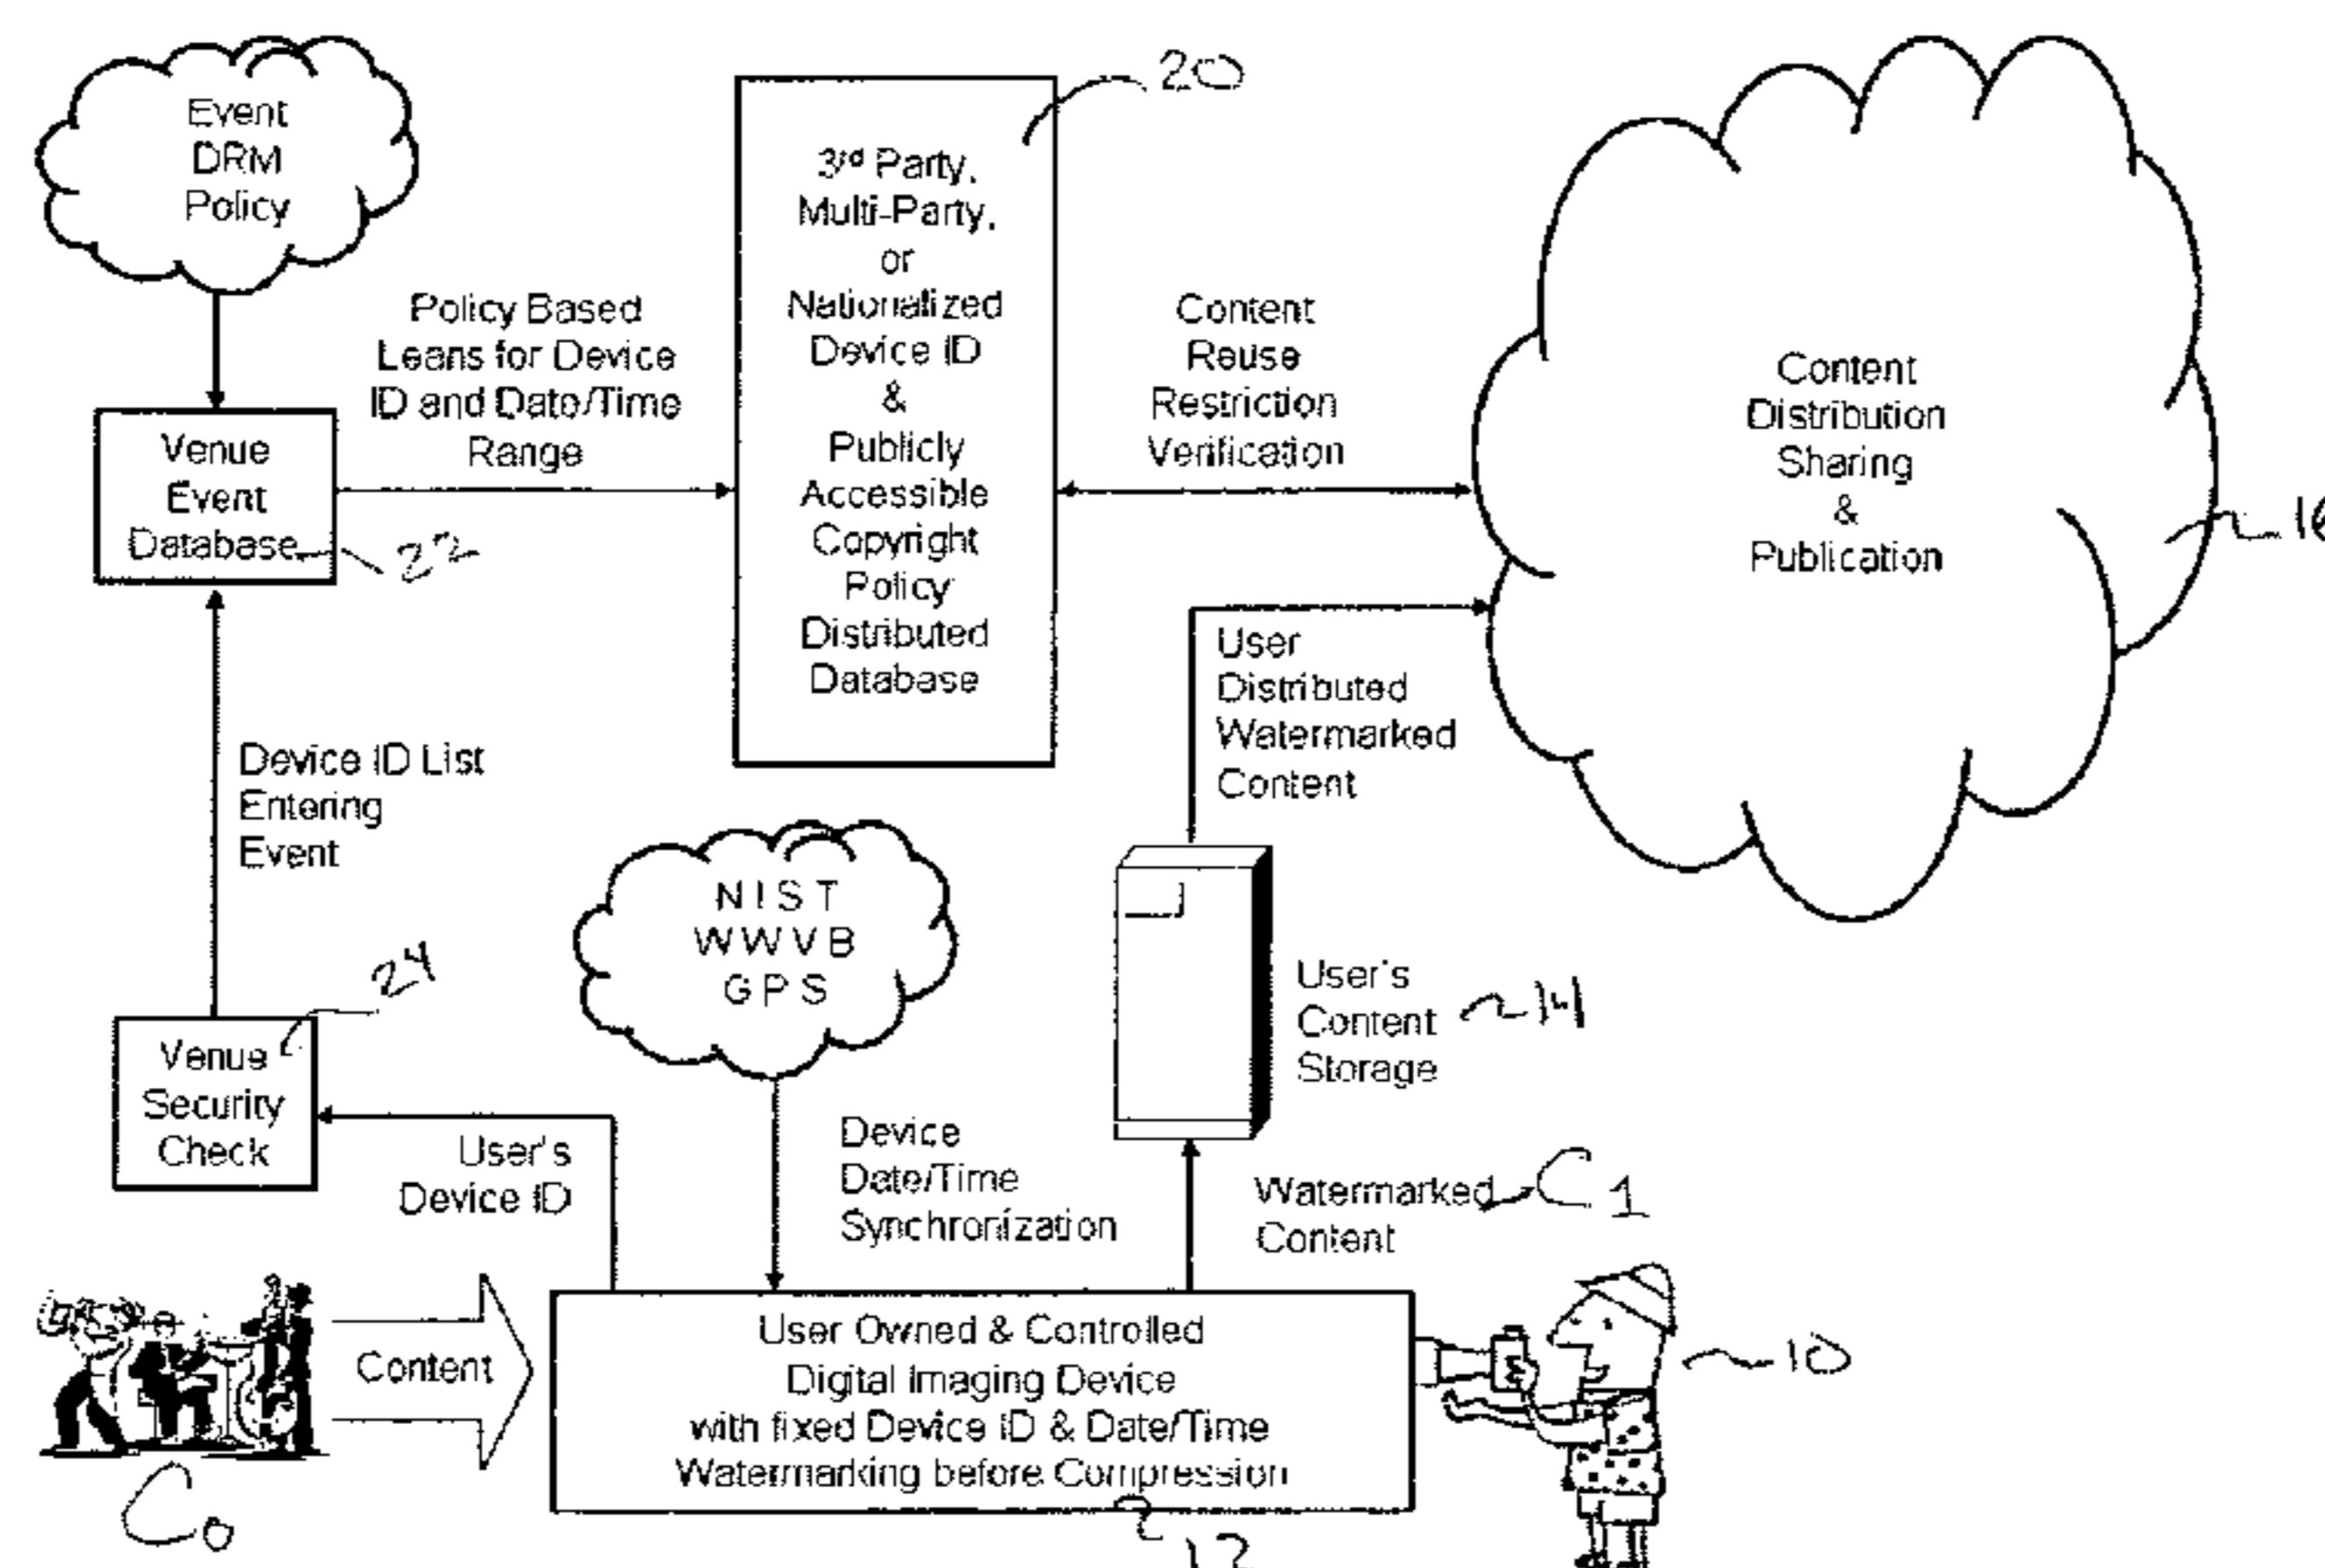 Event
DRM
Policy
20
3rd Party,
Multi-Party,
or
Nationalized
Device ID
&
Publicly
Accessible
Copyright
Policy
Distributed
Database
Policy Based
Leans for Device
ID and Date/Time
Range
Content
Reuse
Restriction
Verification
Content
Distribution
Sharing
&
Publication
Venue
Event
Database
22
User
Distributed
Watermarked
Content
Device ID List
Entering
Event
NIST
WWVB
GPS
24
User's
Content
Storage
14
Venue
Security
Check
User's
Device ID
Device
Date/Time
Synchronization
Watermarked
Content
C1
Content
User Owned & Controlled
Digital Imaging Device
with fixed Device ID & Date/Time
Watermarking before Compression
10
C0
12